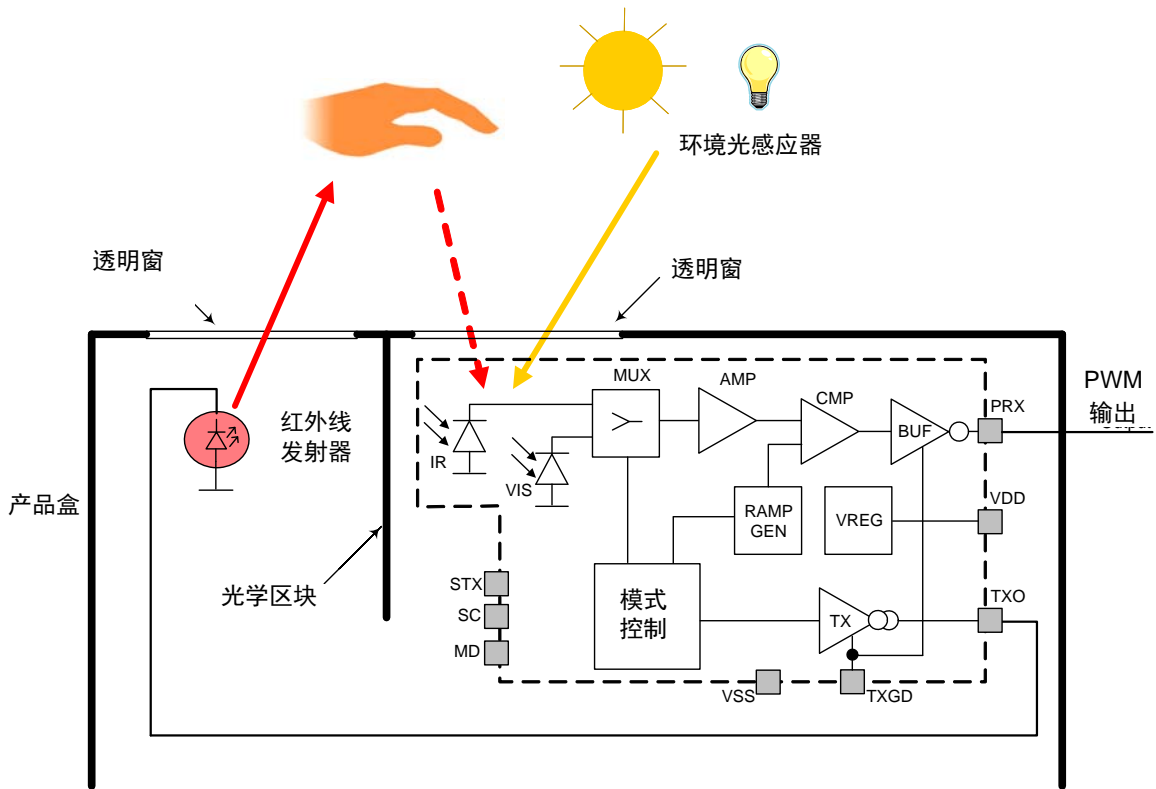 环境光感应器
透明窗
透明窗
MUX
AMP
CMP
PRX
PWM
输出
BUF
红外线
发射器
IR
VIS
产品盒
VDD
RAMP
GEN
VREG
光学区块
STX
SC
MD
模式
控制
TX
TXO
VSS
TXGD